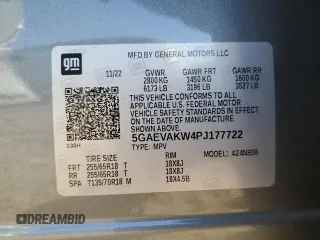 gm
MFD BY GENERAL MOTORS LLC
11/22 GVWR GAWR FRT GAWR RR
2800 KG 1450 KG 1600 KG
6173 LB 3196 LB 3527 LB
THIS VEHICLE CONFORMS TO ALL APPLICABLE U.S.
FEDERAL MOTOR VEHICLE SAFETY STANDARDS IN
EFFECT ON THE DATE OF MANUFACTURE SHOWN ABOVE.
5GAEVAKW4PJ177722
TYPE: MPV MODEL: 424NB56
TIRE SIZE RIM
FRT 255/65R18 T 18X8J
RR 255/65R18 T 18X8J
SPA T135/70R18 M 18X4.5B
AUTOBIDMASTER